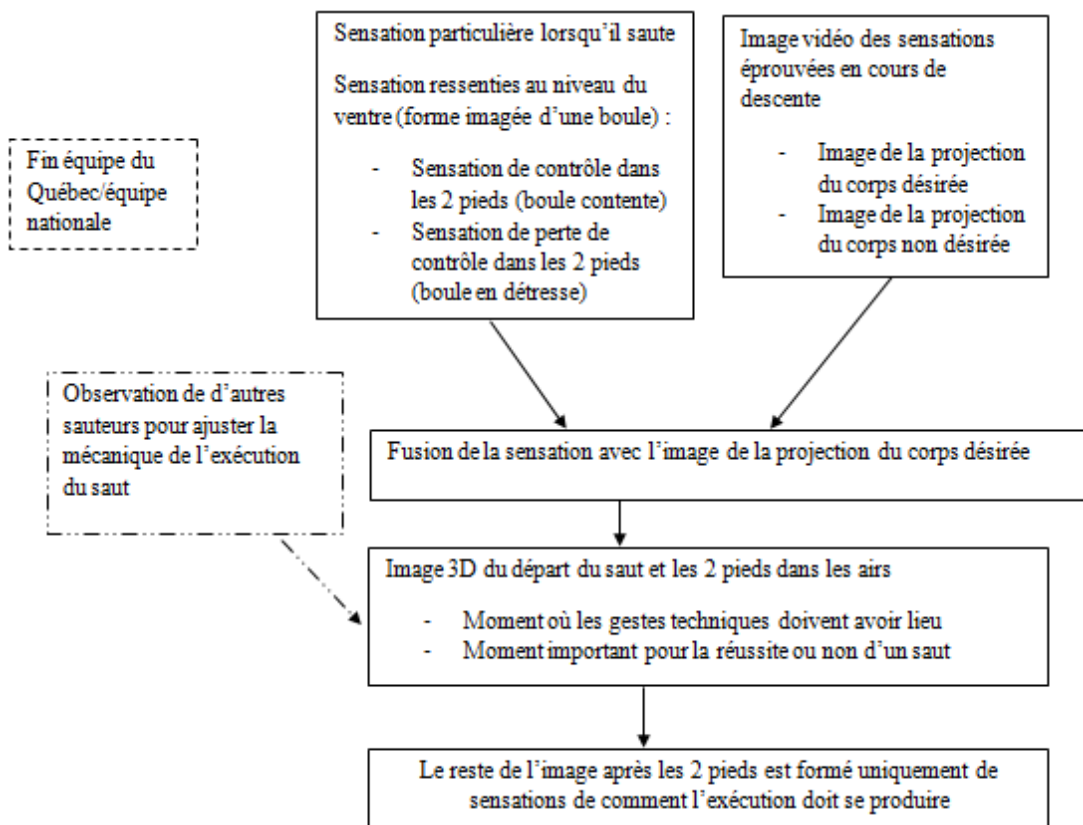 Sensation particulière lorsqu'il saute
Sensation ressenties au niveau du
ventre (forme imagée d'une boule) :
- Sensation de contrôle dans
les 2 pieds (boule contente)
- Sensation de perte de
contrôle dans les 2 pieds
(boule en détresse)
Image vidéo des sensations
éprouvées en cours de
descente
- Image de la projection
du corps désirée
- Image de la projection
du corps non désirée
Fin équipe du
Québec/équipe
nationale
Observation de d'autres
sauteurs pour ajuster la
mécanique de l'exécution
du saut
Fusion de la sensation avec l'image de la projection du corps désirée
Image 3D du départ du saut et les 2 pieds dans les airs
- Moment où les gestes techniques doivent avoir lieu
- Moment important pour la réussite ou non d'un saut
Le reste de l'image après les 2 pieds est formé uniquement de
sensations de comment l'exécution doit se produire